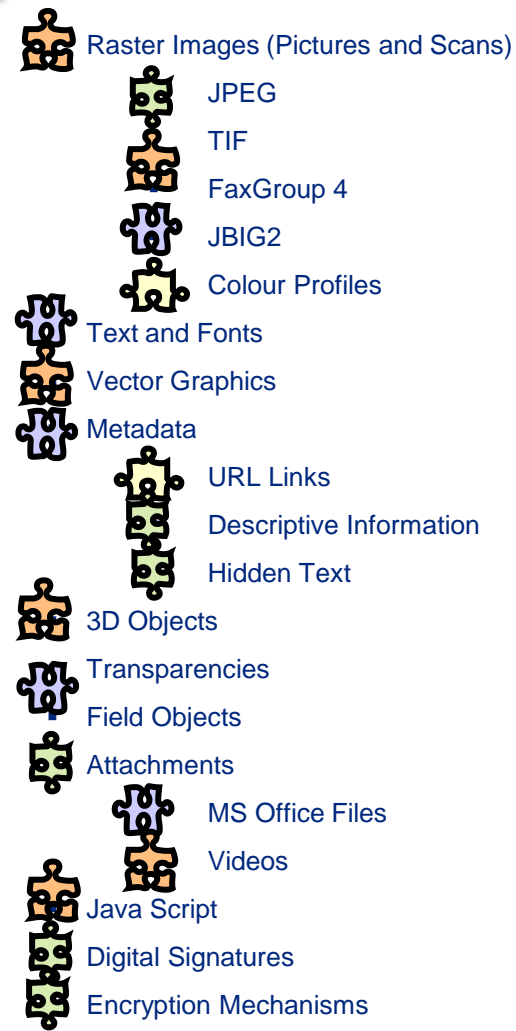 Raster Images (Pictures and Scans)
JPEG
TIF
FaxGroup 4
JBIG2
Colour Profiles
Text and Fonts
Vector Graphics
Metadata
URL Links
Descriptive Information
Hidden Text
3D Objects
Transparencies
Field Objects
Attachments
MS Office Files
Videos
Java Script
Digital Signatures
Encryption Mechanisms